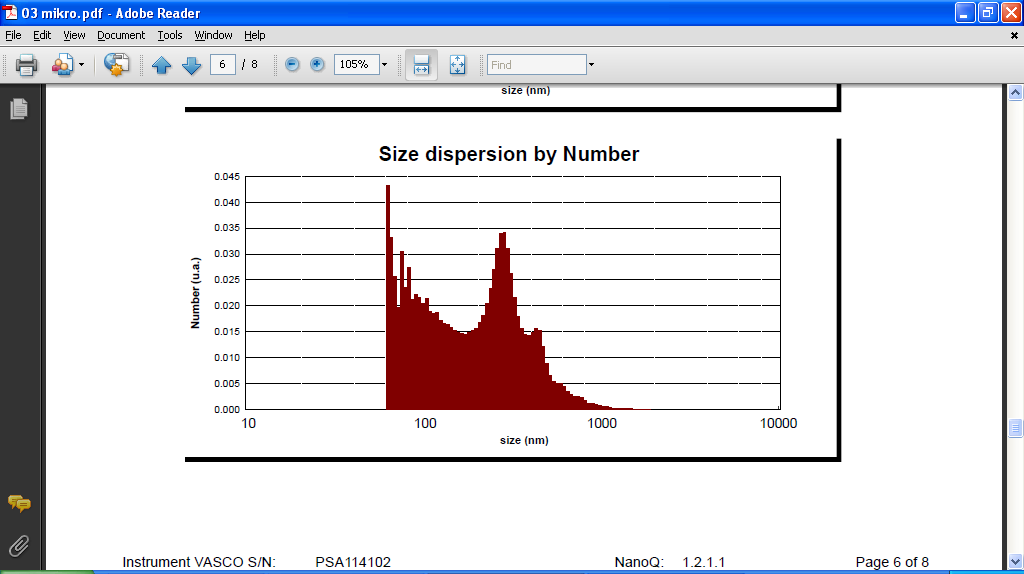 03 mikro.pdf - Adobe Reader
File Edit View Document Tools Window Help
6 / 8 105% Find
size (nm)
Size dispersion by Number
0.045
0.040
0.035
0.030
0.025
0.020
0.015
0.010
0.005
0.000
Number (u.a.)
10 100 1000 10000
size (nm)
Instrument VASCO S/N: PSA114102 NanoQ: 1.2.1.1 Page 6 of 8